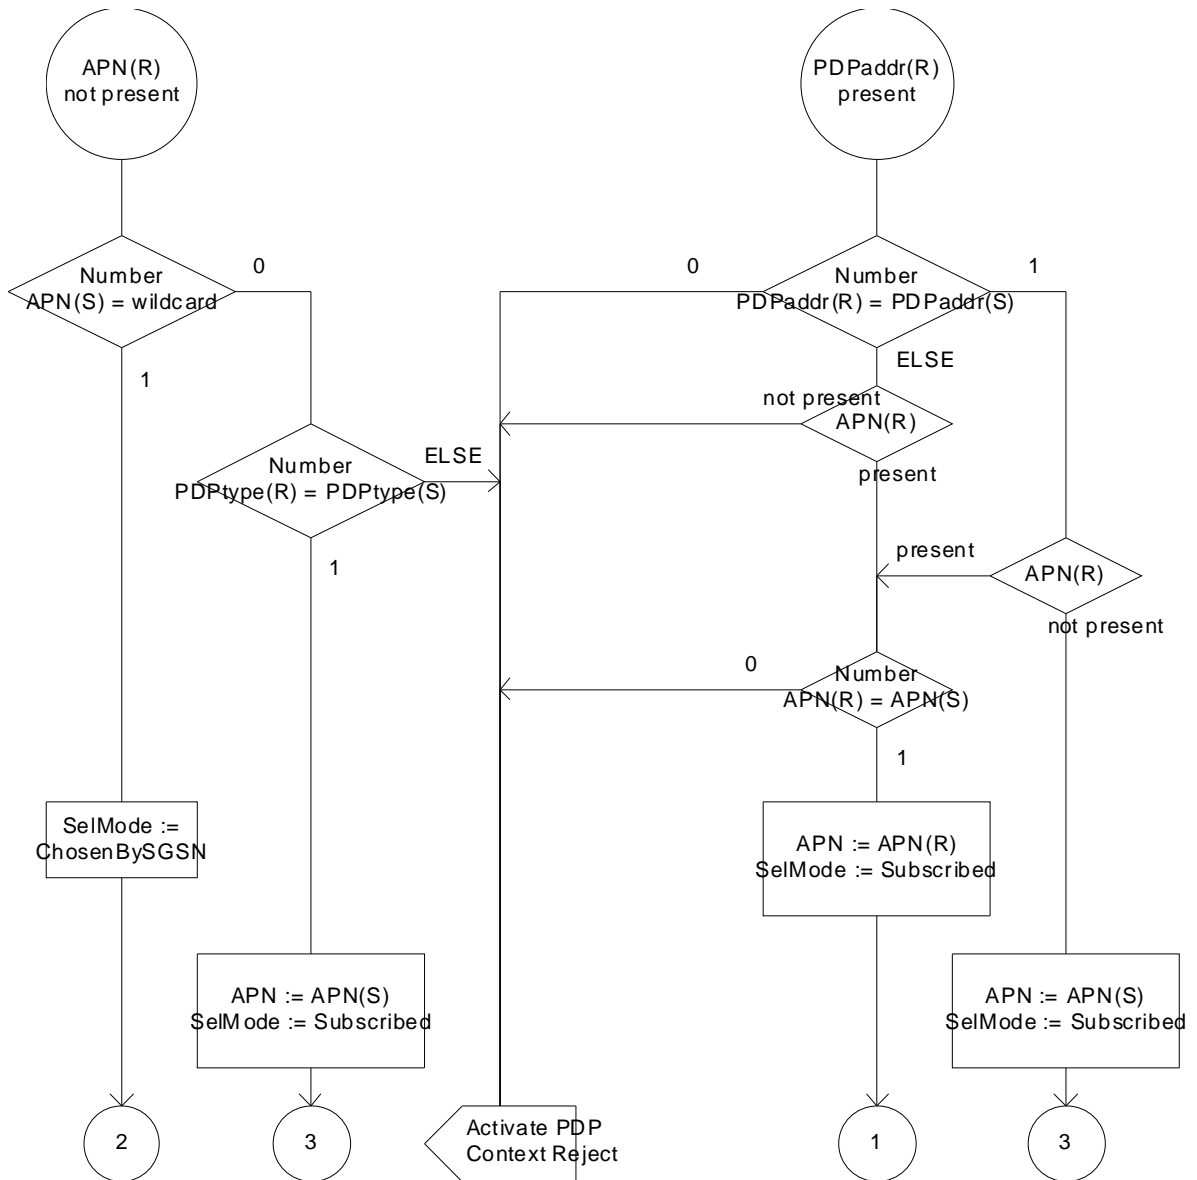 APN(R)
not present
PDPaddr(R)
present
Number
APN(S) = wildcard
0
1
0
Number
PDPaddr(R) = PDPaddr(S)
1
ELSE
not present
APN(R)
present
Number
PDPtype(R) = PDPtype(S)
ELSE
1
present
APN(R)
not present
0
Number
APN(R) = APN(S)
1
SelMode :=
ChosenBySGSN
APN := APN(R)
SelMode := Subscribed
APN := APN(S)
SelMode := Subscribed
APN := APN(S)
SelMode := Subscribed
2
3
Activate PDP
Context Reject
1
3